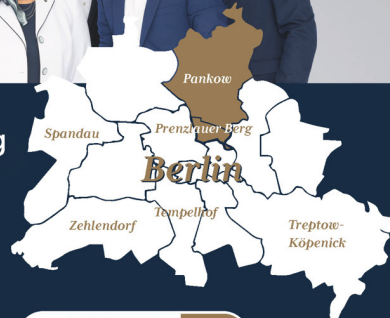 Pankow
Spandau
Prenzlauer Berg
Berlin
Tempelhof
Zehlendorf
Treptow-
Köpenick